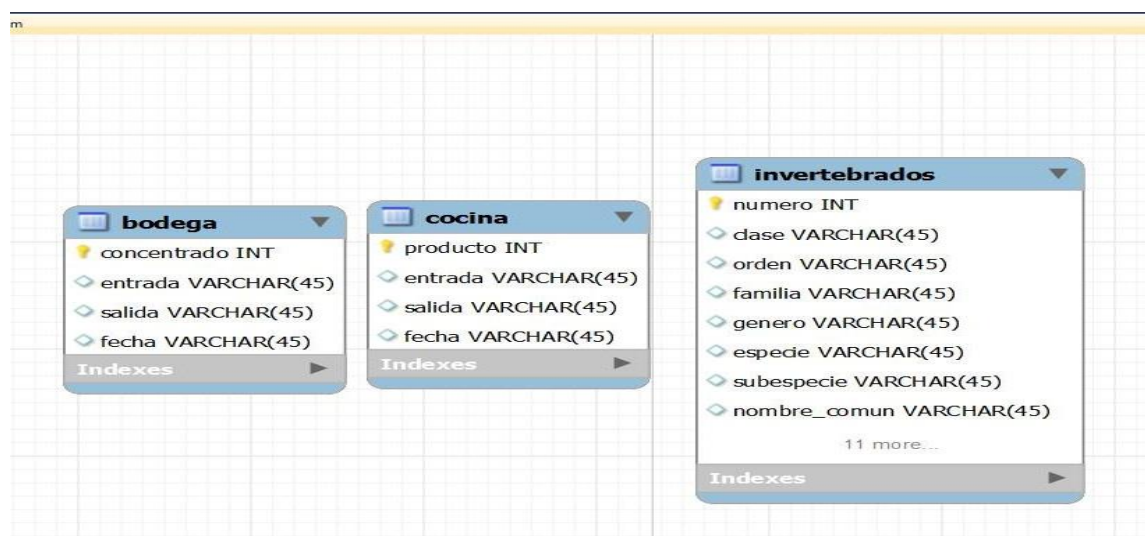 m
bodega
concentrado INT
entrada VARCHAR(45)
salida VARCHAR(45)
fecha VARCHAR(45)
Indexes
cocina
producto INT
entrada VARCHAR(45)
salida VARCHAR(45)
fecha VARCHAR(45)
Indexes
invertebrados
numero INT
clase VARCHAR(45)
orden VARCHAR(45)
familia VARCHAR(45)
genero VARCHAR(45)
especie VARCHAR(45)
subespecie VARCHAR(45)
nombre_comun VARCHAR(45)
11 more...
Indexes